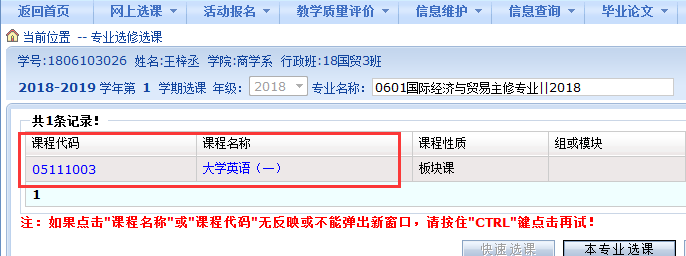 返回首页 网上选课 活动报名 教学质量评价 信息维护 信息查询 毕业论文
当前位置 -- 专业选修选课
学号:1806103026 姓名:王梓丞 学院:商学系 行政班:18国贸3班
2018-2019 学年第 1 学期选课 年级: 2018 专业名称: 0601国际经济与贸易主修专业||2018
共1条记录!
课程代码 课程名称 课程性质 组或模块
05111003 大学英语（一） 板块课
1
注：如果点击"课程名称"或"课程代码"无反映或不能弹出新窗口，请按住"CTRL"键点击再试!
快速选课 本专业选课